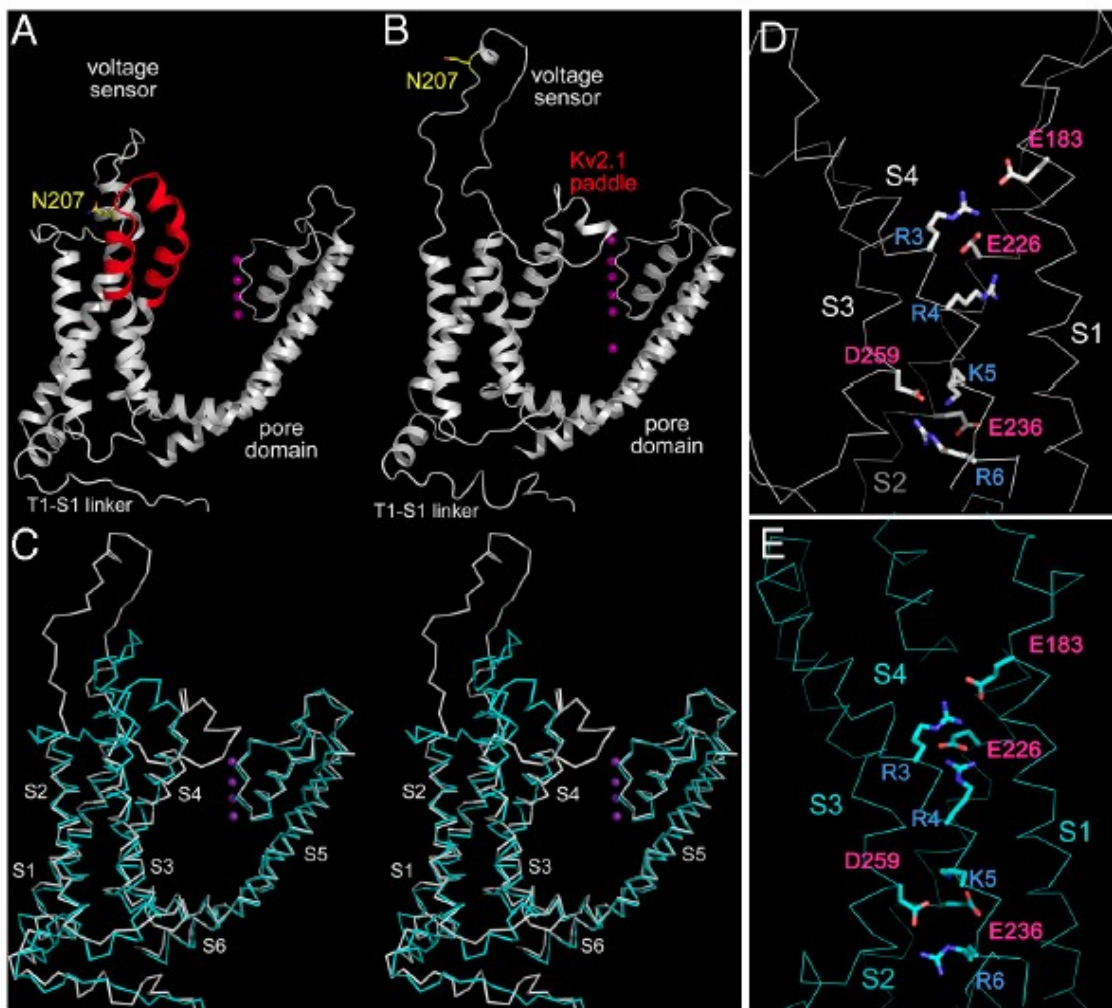 A
voltage
sensor
N207
pore
domain
T1-S1 linker
B
N207
voltage
sensor
Kv2.1
paddle
pore
domain
T1-S1 linker
C
S2
S4
S1
S3
S5
S6
S2
S4
S1
S3
S5
S6
D
E183
S4
R3
E226
S3
R4
S1
D259
K5
E236
S2
R6
E
E183
S4
E226
R3
S3
R4
S1
D259
K5
E236
S2
R6